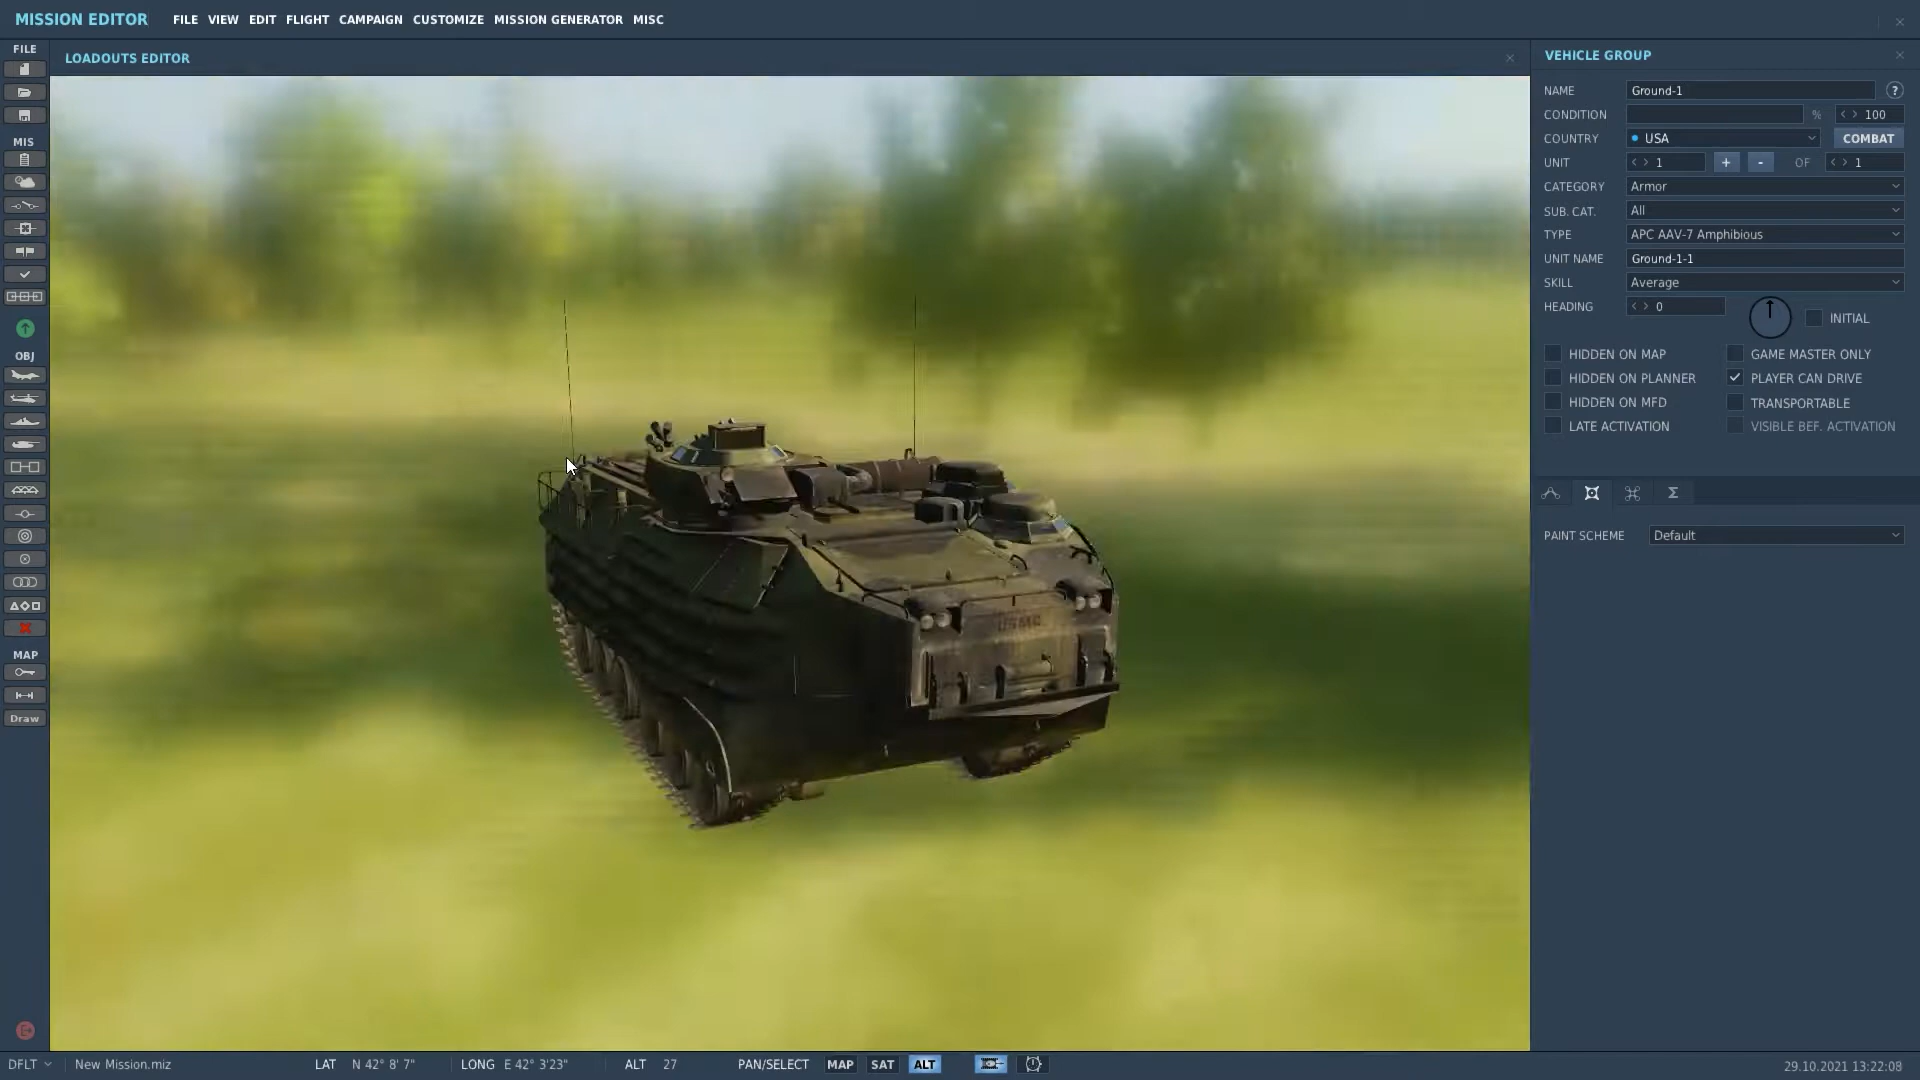 MISSION EDITOR FILE VIEW EDIT FLIGHT CAMPAIGN CUSTOMIZE MISSION GENERATOR MISC
FILE
MIS
OBJ
MAP
Draw
LOADOUTS EDITOR
USMC
VEHICLE GROUP
NAME Ground-1 ?
CONDITION % 100
COUNTRY USA COMBAT
UNIT 1 + - OF 1
CATEGORY Armor
SUB. CAT. All
TYPE APC AAV-7 Amphibious
UNIT NAME Ground-1-1
SKILL Average
HEADING 0 INITIAL
HIDDEN ON MAP GAME MASTER ONLY
HIDDEN ON PLANNER PLAYER CAN DRIVE
HIDDEN ON MFD TRANSPORTABLE
LATE ACTIVATION VISIBLE BEF. ACTIVATION
PAINT SCHEME Default
DFLT New Mission.miz LAT N 42° 8' 7" LONG E 42° 3'23" ALT 27 PAN/SELECT MAP SAT ALT 29.10.2021 13:22:08